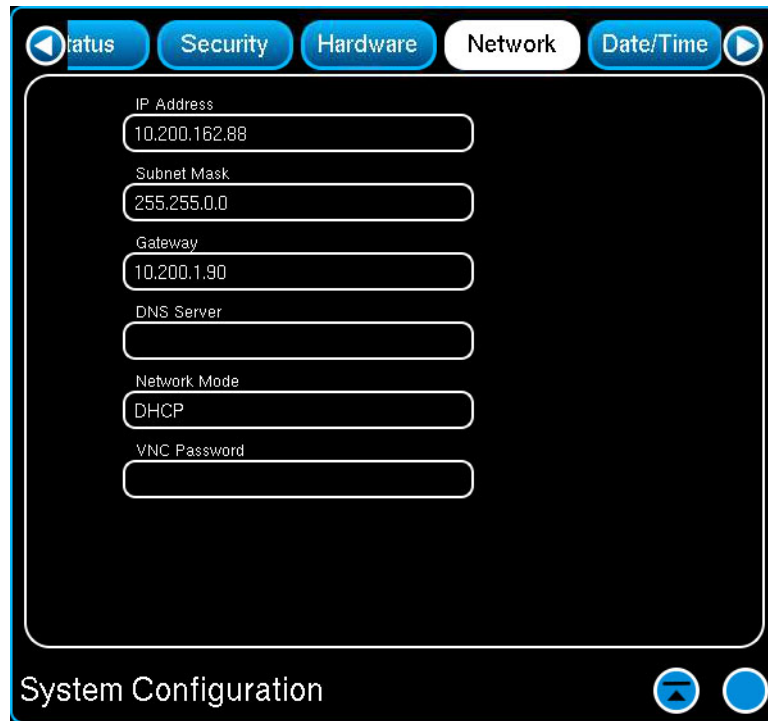 tatus Security Hardware Network Date/Time
IP Address
10.200.162.88
Subnet Mask
255.255.0.0
Gateway
10.200.1.90
DNS Server
Network Mode
DHCP
VNC Password
System Configuration